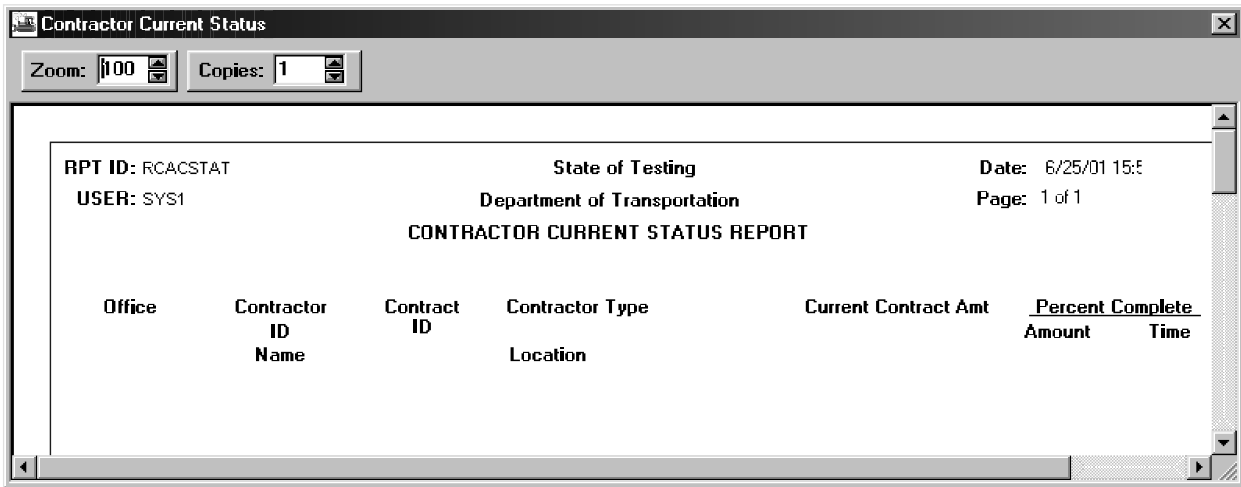 Contractor Current Status
Zoom: 100 Copies: 1
RPT ID: RCACSTAT State of Testing Date: 6/25/01 15:5
USER: SYS1 Department of Transportation Page: 1 of 1
CONTRACTOR CURRENT STATUS REPORT
Office Contractor Contract Contractor Type Current Contract Amt Percent Complete
ID ID Amount Time
Name Location